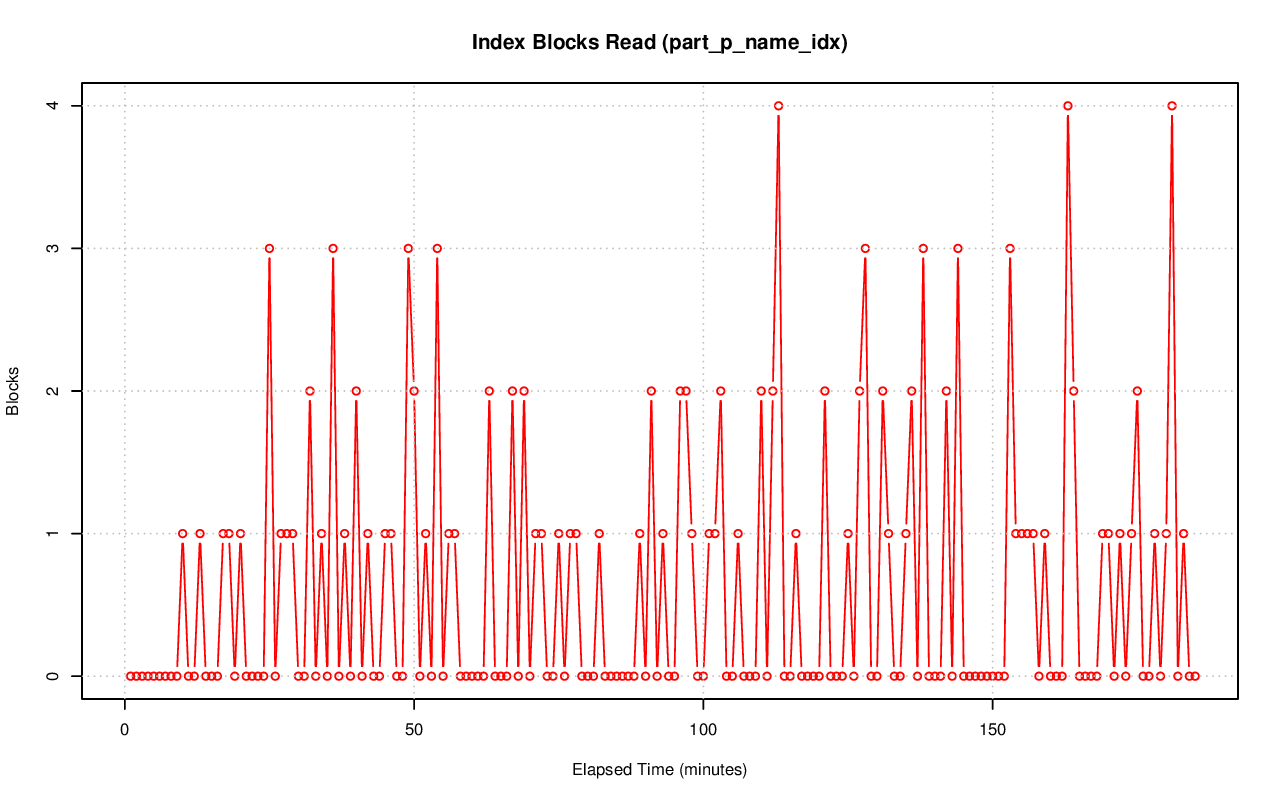 Index Blocks Read (part_p_name_idx)
4
3
2
1
0
Blocks
0 50 100 150
Elapsed Time (minutes)